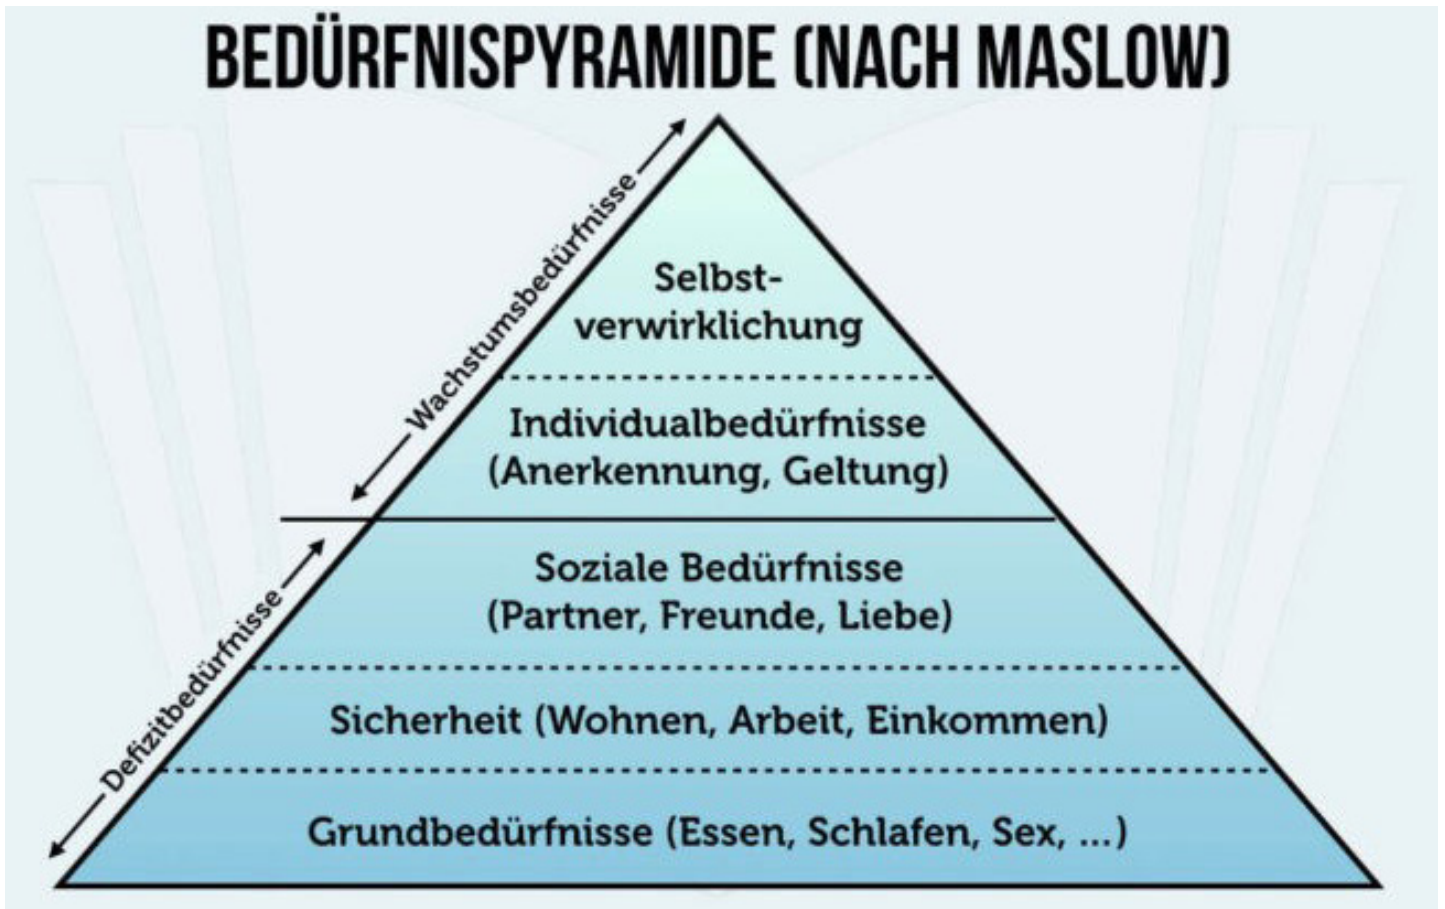 BEDÜRFNISPYRAMIDE (NACH MASLOW)
Wachstumsbedürfnisse
Selbst-
verwirklichung
Individualbedürfnisse
(Anerkennung, Geltung)
Defizitbedürfnisse
Soziale Bedürfnisse
(Partner, Freunde, Liebe)
Sicherheit (Wohnen, Arbeit, Einkommen)
Grundbedürfnisse (Essen, Schlafen, Sex, ...)